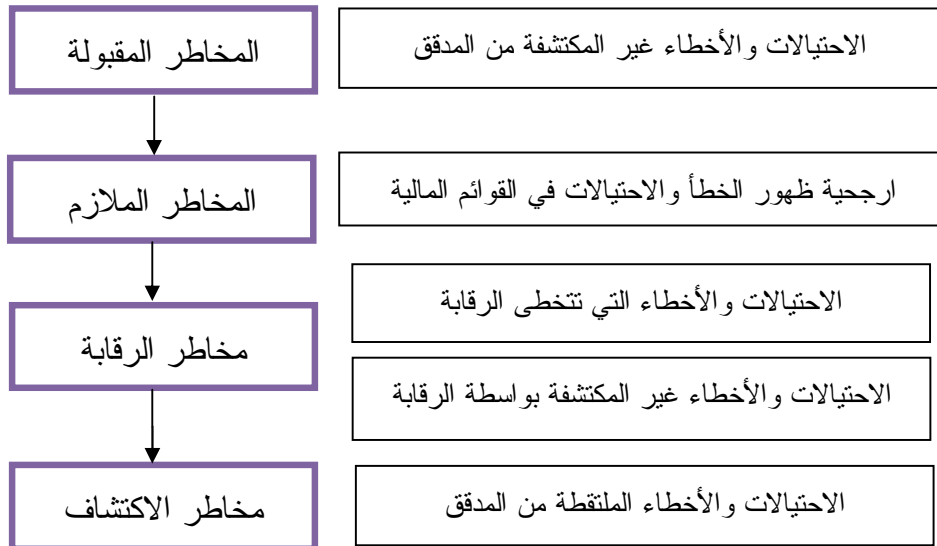 المخاطر المقبولة
الاحتيالات والأخطاء غير المكتشفة من المدقق
المخاطر الملازم
ارجحية ظهور الخطأ والاحتيالات في القوائم المالية
مخاطر الرقابة
الاحتيالات والأخطاء التي تتخطى الرقابة
الاحتيالات والأخطاء غير المكتشفة بواسطة الرقابة
مخاطر الاكتشاف
الاحتيالات والأخطاء الملتقطة من المدقق